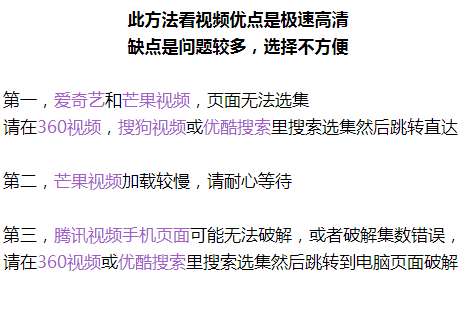 此方法看视频优点是极速高清
缺点是问题较多，选择不方便
第一，爱奇艺和芒果视频，页面无法选集
请在360视频，搜狗视频或优酷搜索里搜索选集然后跳转直达
第二，芒果视频加载较慢，请耐心等待
第三，腾讯视频手机页面可能无法破解，或者破解集数错误，
请在360视频或优酷搜索里搜索选集然后跳转到电脑页面破解